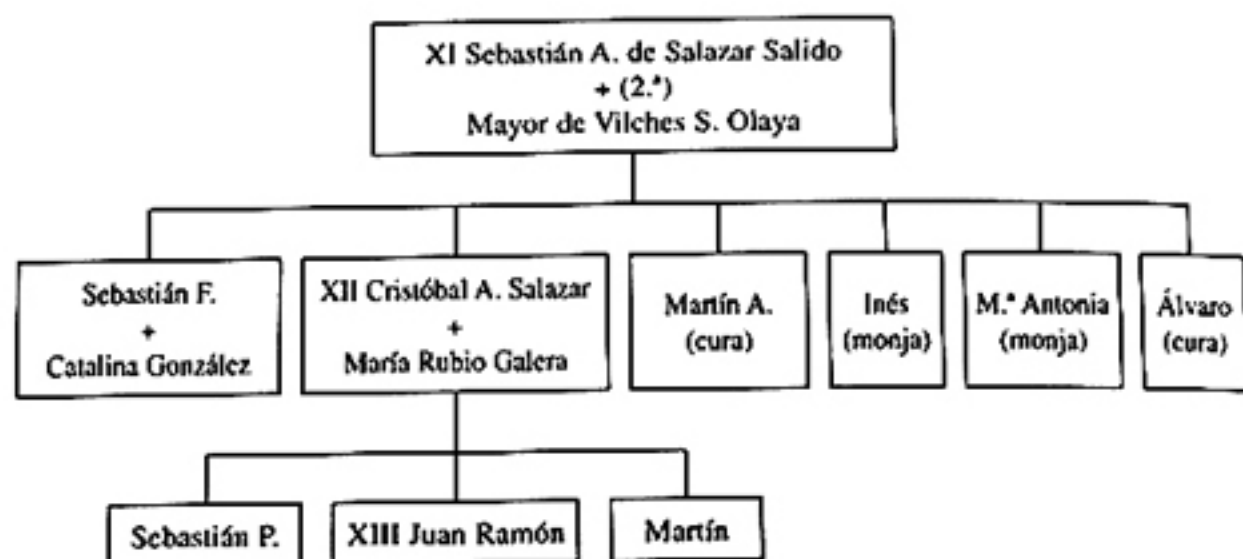 XI Sebastián A. de Salazar Salido
+ (2.ª)
Mayor de Vilches S. Olaya
Sebastián F.
+
Catalina González
XII Cristóbal A. Salazar
+
María Rubio Galera
Martín A.
(cura)
Inés
(monja)
M.ª Antonia
(monja)
Álvaro
(cura)
Sebastián P.
XIII Juan Ramón
Martín